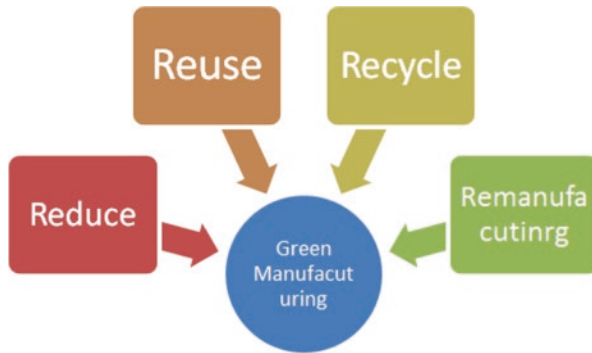 Reuse
Recycle
Reduce
Remanufa
cutinrg
Green
Manufacut
uring